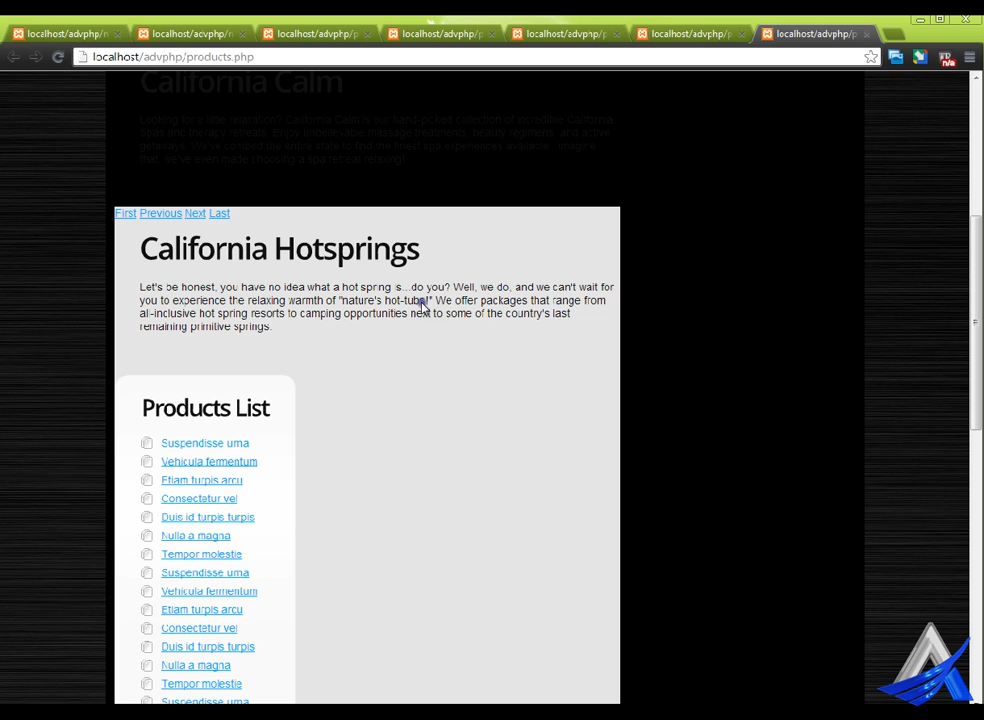 localhost/advphp/n
localhost/advphp/n
localhost/advphp/p
localhost/advphp/p
localhost/advphp/p
localhost/advphp/p
localhost/advphp/p
localhost/advphp/products.php
n/a
California Calm
Looking for a little relaxation? California Calm is our hand-picked collection of incredible California
spas and therapy retreats. Enjoy unbelievable massage treatments, beauty regimens, and active
getaways. We've combed the entire state to find the finest spa experiences available. Imagine
that, we've even made choosing a spa retreat relaxing!
First Previous Next Last
California Hotsprings
Let's be honest, you have no idea what a hot spring is...do you? Well, we do, and we can't wait for
you to experience the relaxing warmth of "nature's hot-tubs!" We offer packages that range from
all-inclusive hot spring resorts to camping opportunities next to some of the country's last
remaining primitive springs.
Products List
Suspendisse urna
Vehicula fermentum
Etiam turpis arcu
Consectetur vel
Duis id turpis turpis
Nulla a magna
Tempor molestie
Suspendisse urna
Vehicula fermentum
Etiam turpis arcu
Consectetur vel
Duis id turpis turpis
Nulla a magna
Tempor molestie
Suspendisse urna